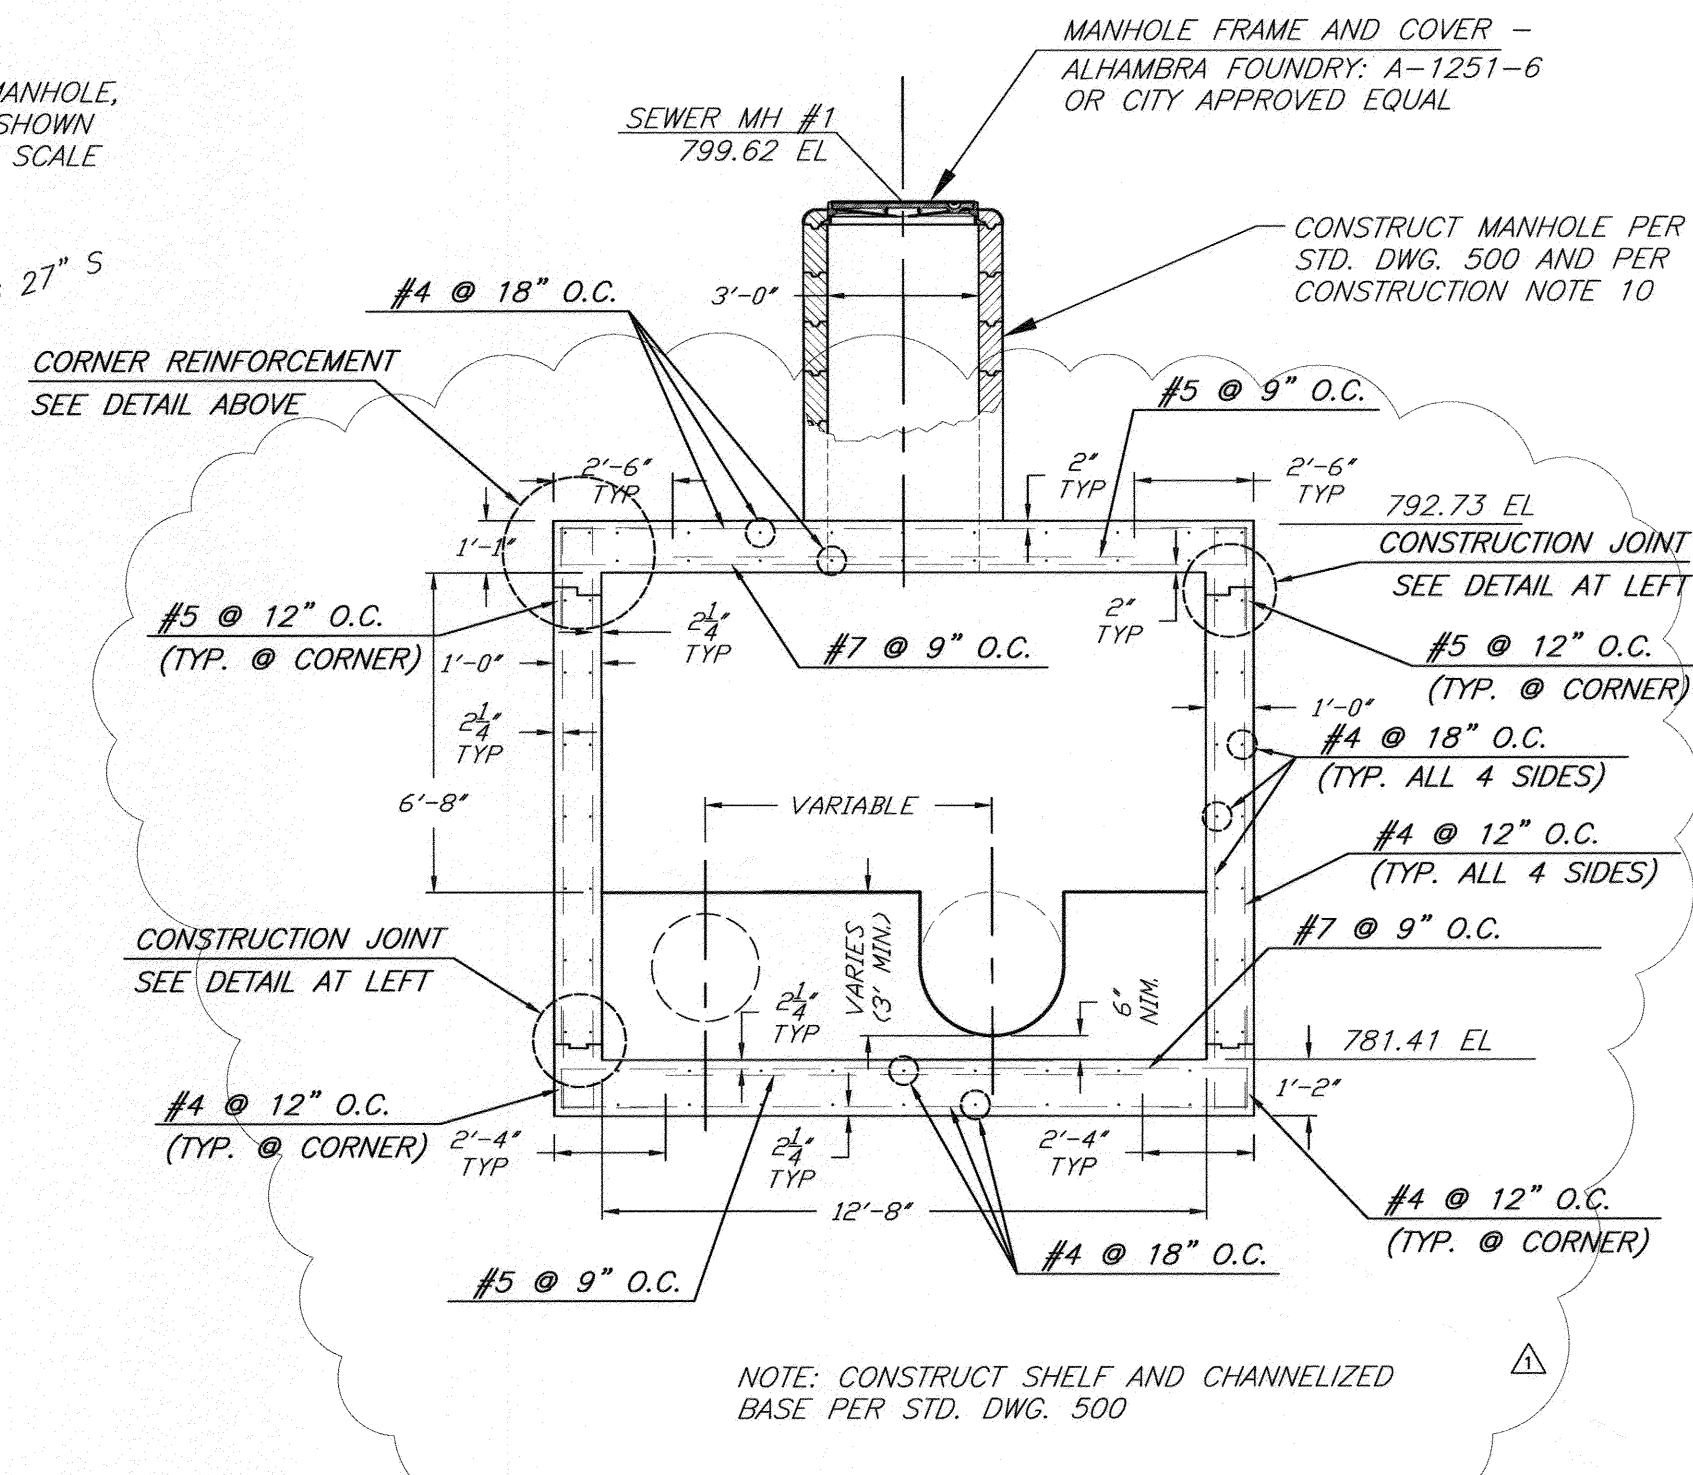 MANHOLE FRAME AND COVER –
ALHAMBRA FOUNDRY: A-1251-6
OR CITY APPROVED EQUAL
MANHOLE,
SHOWN
SCALE
SEWER MH #1
799.62 EL
27" S
CONSTRUCT MANHOLE PER
STD. DWG. 500 AND PER
CONSTRUCTION NOTE 10
#4 @ 18" O.C.
3'-0"
CORNER REINFORCEMENT
SEE DETAIL ABOVE
#5 @ 9" O.C.
2'-6"
TYP
2"
TYP
2'-6"
TYP
792.73 EL
1'-1"
CONSTRUCTION JOINT
SEE DETAIL AT LEFT
#5 @ 12" O.C.
(TYP. @ CORNER)
2 1/4"
TYP
#7 @ 9" O.C.
2"
TYP
#5 @ 12" O.C.
(TYP. @ CORNER)
1'-0"
1'-0"
2 1/4"
TYP
#4 @ 18" O.C.
(TYP. ALL 4 SIDES)
6'-8"
VARIABLE
#4 @ 12" O.C.
(TYP. ALL 4 SIDES)
CONSTRUCTION JOINT
SEE DETAIL AT LEFT
VARIES
(3' MIN.)
#7 @ 9" O.C.
2 1/4"
TYP
6"
NIM.
781.41 EL
1'-2"
#4 @ 12" O.C.
(TYP. @ CORNER)
2'-4"
TYP
2 1/4"
TYP
2'-4"
TYP
12'-8"
#4 @ 12" O.C.
(TYP. @ CORNER)
#5 @ 9" O.C.
#4 @ 18" O.C.
NOTE: CONSTRUCT SHELF AND CHANNELIZED
BASE PER STD. DWG. 500
1